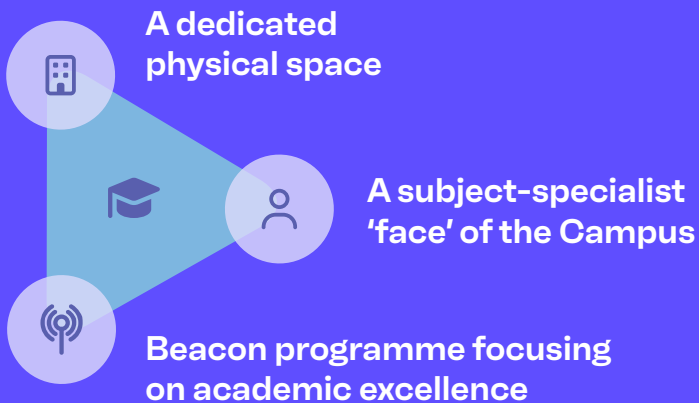 A dedicated
physical space
A subject-specialist
‘face’ of the Campus
Beacon programme focusing
on academic excellence